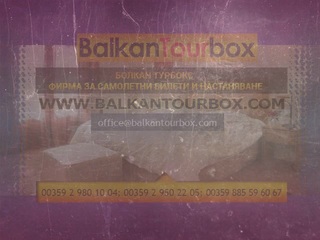 BalkanTourbox
БОЛКАН ТУРБОКС
ФИРМА ЗА САМОЛЕТНИ БИЛЕТИ И НАСТАНЯВАНЕ
WWW.BALKANTOURBOX.COM
office@balkantourbox.com
00359 2 980 10 04; 00359 2 950 22 05; 00359 885 59 60 67